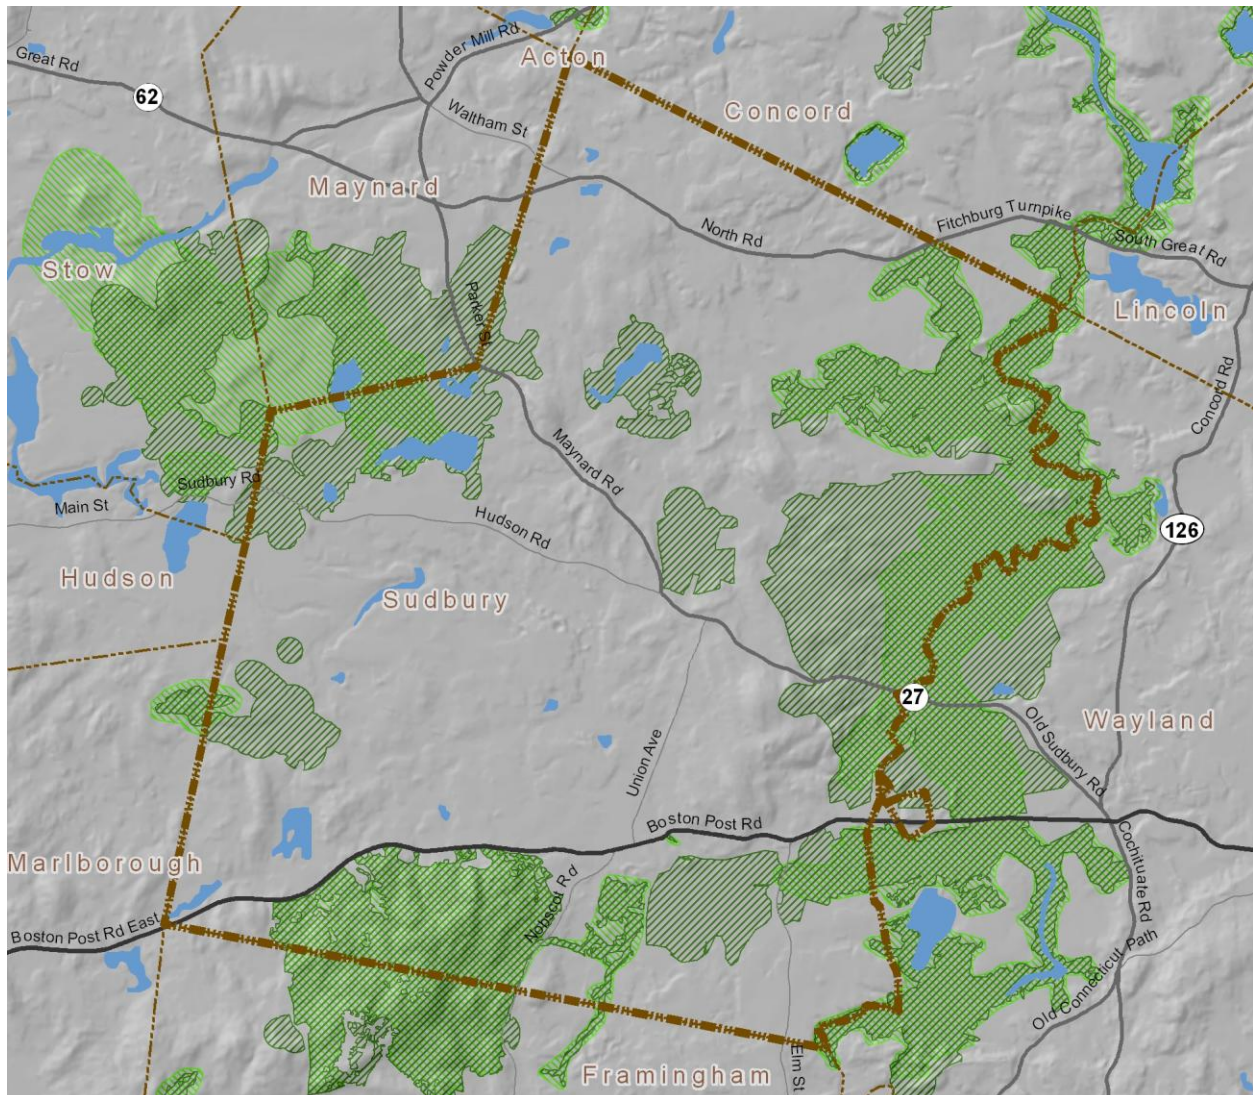 Great Rd
62
Powder Mill Rd
Acton
Waltham St
Concord
Maynard
Fitchburg Turnpike
North Rd
South Great Rd
Stow
Parker St
Lincoln
Concord Rd
Maynard Rd
Sudbury Rd
Main St
Hudson Rd
126
Hudson
Sudbury
27
Old Sudbury Rd
Wayland
Union Ave
Boston Post Rd
Marlborough
Cochituate Rd
Nobscot Rd
Boston Post Rd East
Old Connecticut Path
Elm St
Framingham